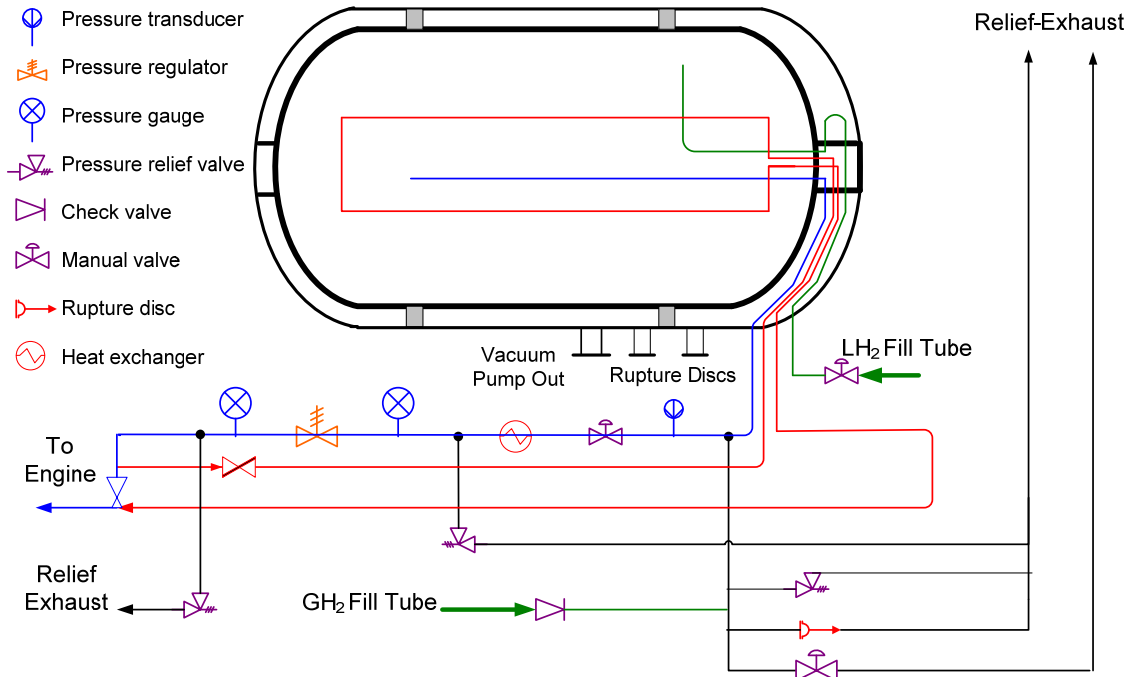 Pressure transducer
Pressure regulator
Pressure gauge
Pressure relief valve
Check valve
Manual valve
Rupture disc
Heat exchanger
Relief-Exhaust
Vacuum
Pump Out
Rupture Discs
LH₂ Fill Tube
To
Engine
Relief
Exhaust
GH₂ Fill Tube